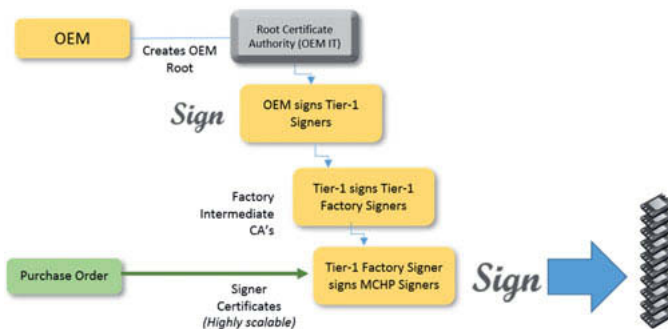 OEM
Creates OEM
Root
Root Certificate
Authority (OEM IT)
Sign
OEM signs Tier-1
Signers
Factory
Intermediate
CA's
Tier-1 signs Tier-1
Factory Signers
Purchase Order
Signer
Certificates
(Highly scalable)
Tier-1 Factory Signer
signs MCHP Signers
Sign